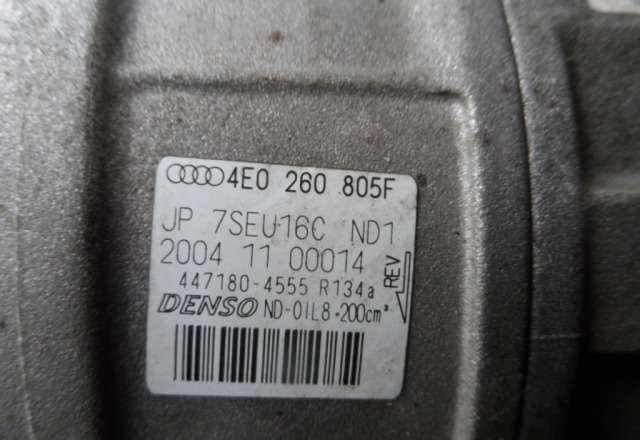 4E0 260 805F
JP 7SEU16C ND1
2004 11 00014
447180-4555 R134a
REV
DENSO ND-OIL8-200cm³